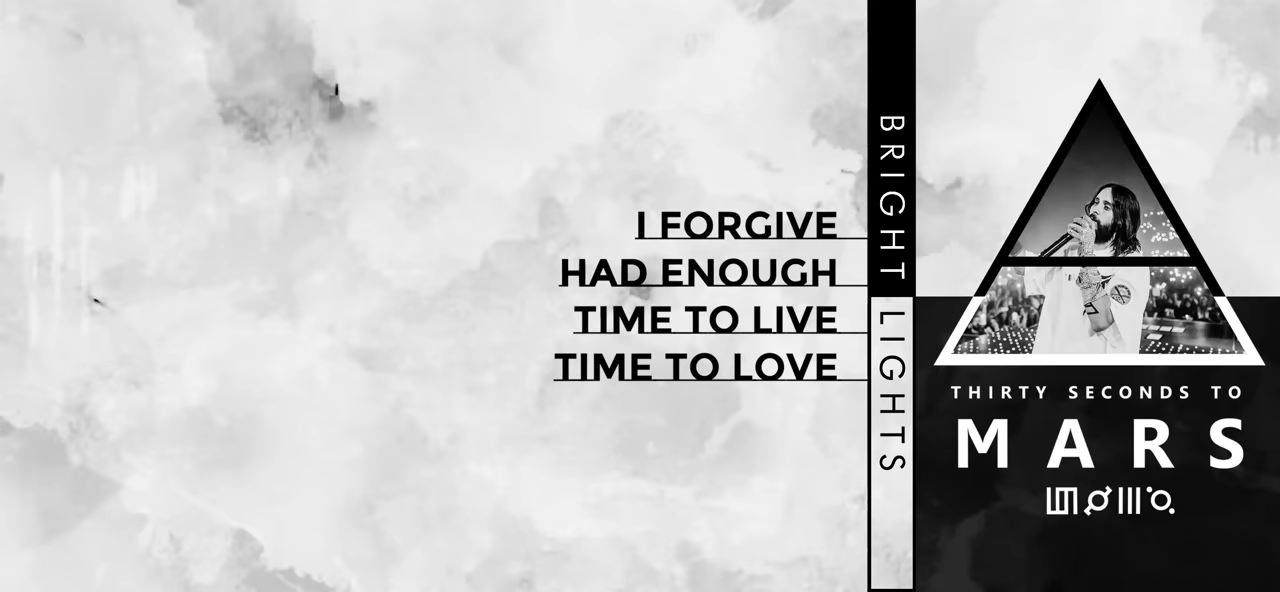 I FORGIVE
HAD ENOUGH
TIME TO LIVE
TIME TO LOVE
BRIGHT LIGHTS
THIRTY SECONDS TO
MARS